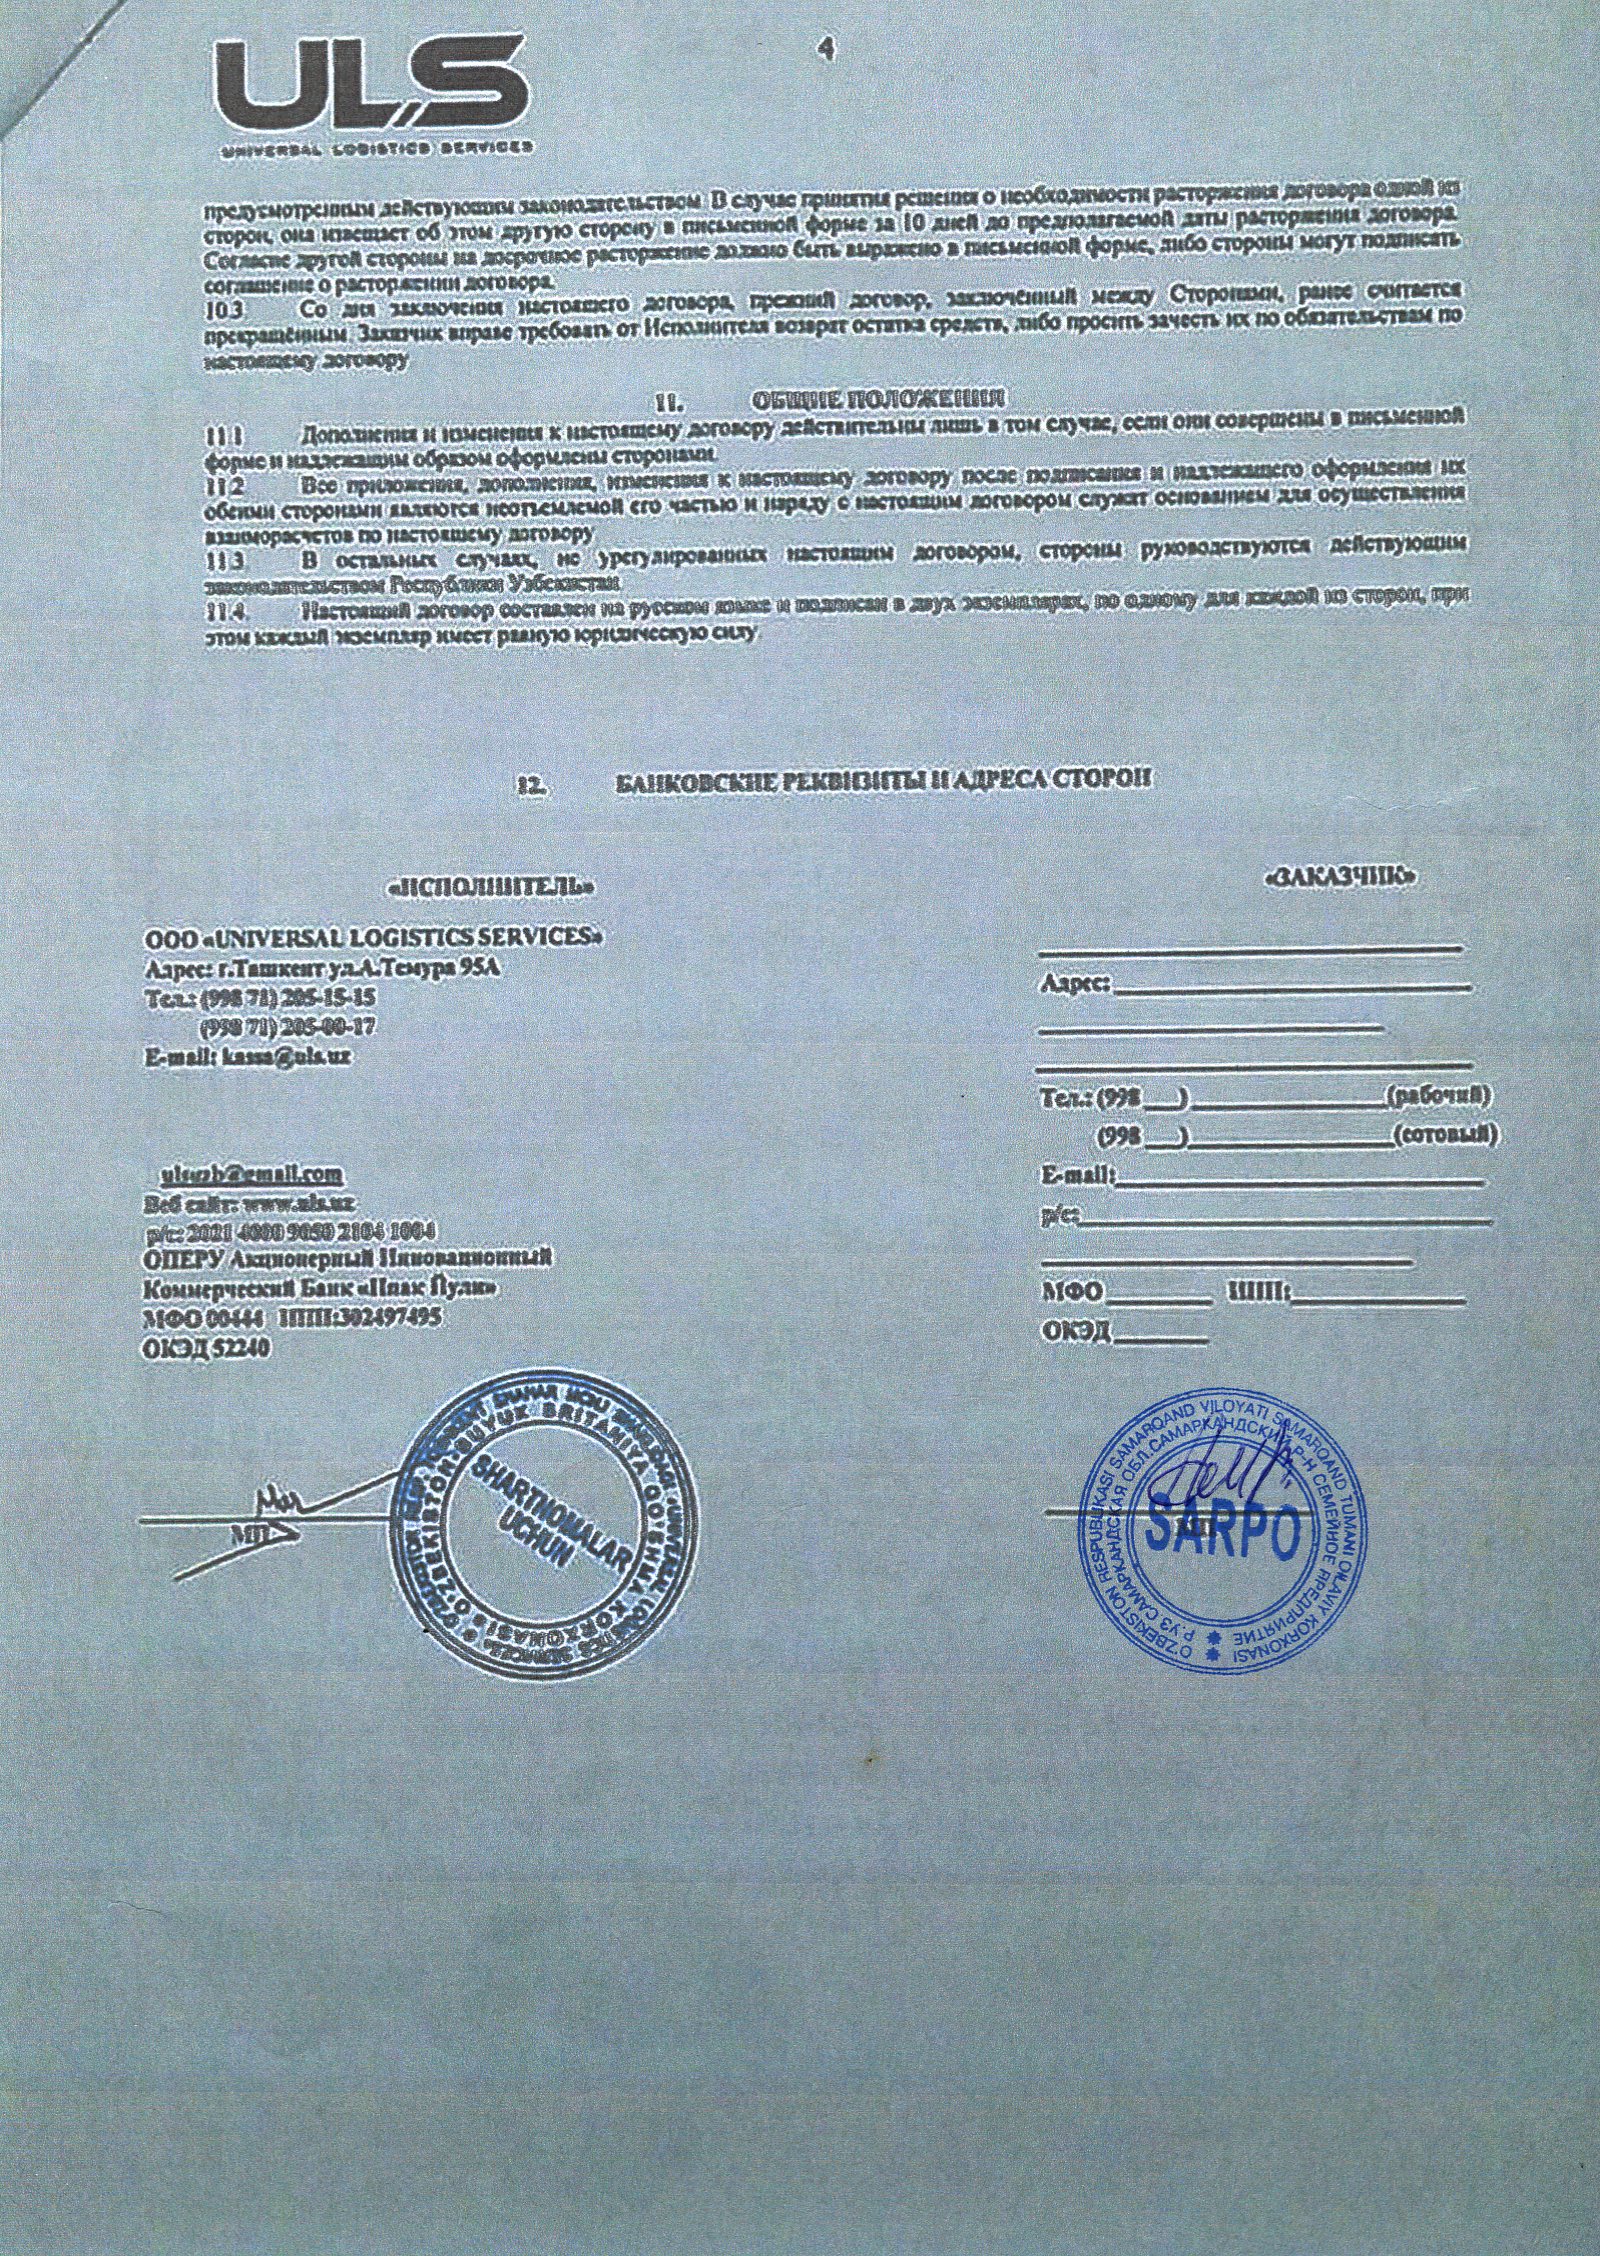 4
ULS
UNIVERSAL LOGISTICS SERVICES
предусмотренным действующим законодательством. В случае принятия решения о необходимости расторжения договора одной из
сторон, она извещает об этом другую сторону в письменной форме за 10 дней до предполагаемой даты расторжения договора.
Согласие другой стороны на досрочное расторжение должно быть выражено в письменной форме, либо стороны могут подписать
соглашение о расторжении договора.
10.3 Со дня заключения настоящего договора, прежний договор, заключённый между Сторонами, ранее считается
прекращённым. Заказчик вправе требовать от Исполнителя возврат остатка средств, либо просить зачесть их по обязательствам по
настоящему договору
11. ОБЩИЕ ПОЛОЖЕНИЯ
11.1 Дополнения и изменения к настоящему договору действительны лишь в том случае, если они совершены в письменной
форме и надлежащим образом оформлены сторонами.
11.2 Все приложения, дополнения, изменения к настоящему договору после подписания и надлежащего оформления их
обеими сторонами являются неотъемлемой его частью и наряду с настоящим договором служат основанием для осуществления
взаиморасчетов по настоящему договору
11.3 В остальных случаях, не урегулированных настоящим договором, стороны руководствуются действующим
законодательством Республики Узбекистан.
11.4. Настоящий договор составлен на русском языке и подписан в двух экземплярах, по одному для каждой из сторон, при
этом каждый экземпляр имеет равную юридическую силу.
12. БАНКОВСКИЕ РЕКВИЗИТЫ И АДРЕСА СТОРОН
«ИСПОЛНИТЕЛЬ»
ООО «UNIVERSAL LOGISTICS SERVICES»
Адрес: г.Ташкент ул.А.Темура 95А
Тел.: (998 71) 205-15-15
(998 71) 205-00-17
E-mail: kassa@uls.uz
ulsuzb@gmail.com
Веб сайт: www.uls.uz
р/с: 2021 4000 9050 2104 1004
ОПЕРУ Акционерный Инновационный
Коммерческий Банк «Ипак Йули»
МФО 00444 ИНН:302497495
ОКЭД 52240
МП
SHARTNOMALAR
UCHUN
O'ZBEKISTON-BUYUK BRITANIYA QO'SHMA KORXONASI
«ЗАКАЗЧИК»
Адрес:
Тел.: (998 ___) (рабочий)
(998 ___) (сотовый)
E-mail:
р/с:
МФО ИНН:
ОКЭД
МП
SARPO
O'ZBEKISTON RESPUBLIKASI SAMARQAND VILOYATI SAMARQAND TUMANI OILAVIY KORXONASI
Р.УЗ САМАРКАНДСКАЯ ОБЛ.САМАРКАНДСКИЙ Р-Н СЕМЕЙНОЕ ПРЕДПРИЯТИЕ